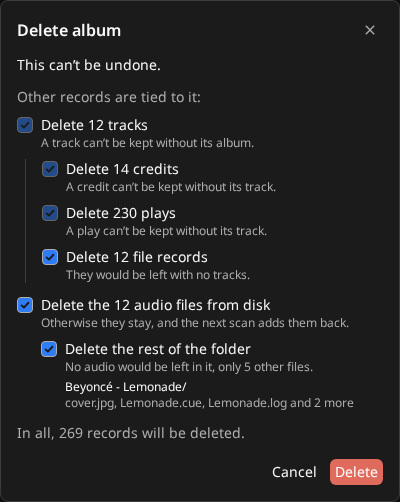 Delete album
This can’t be undone.
Other records are tied to it:
Delete 12 tracks
A track can’t be kept without its album.
Delete 14 credits
A credit can’t be kept without its track.
Delete 230 plays
A play can’t be kept without its track.
Delete 12 file records
They would be left with no tracks.
Delete the 12 audio files from disk
Otherwise they stay, and the next scan adds them back.
Delete the rest of the folder
No audio would be left in it, only 5 other files.
Beyoncé - Lemonade/
cover.jpg, Lemonade.cue, Lemonade.log and 2 more
In all, 269 records will be deleted.
Cancel Delete